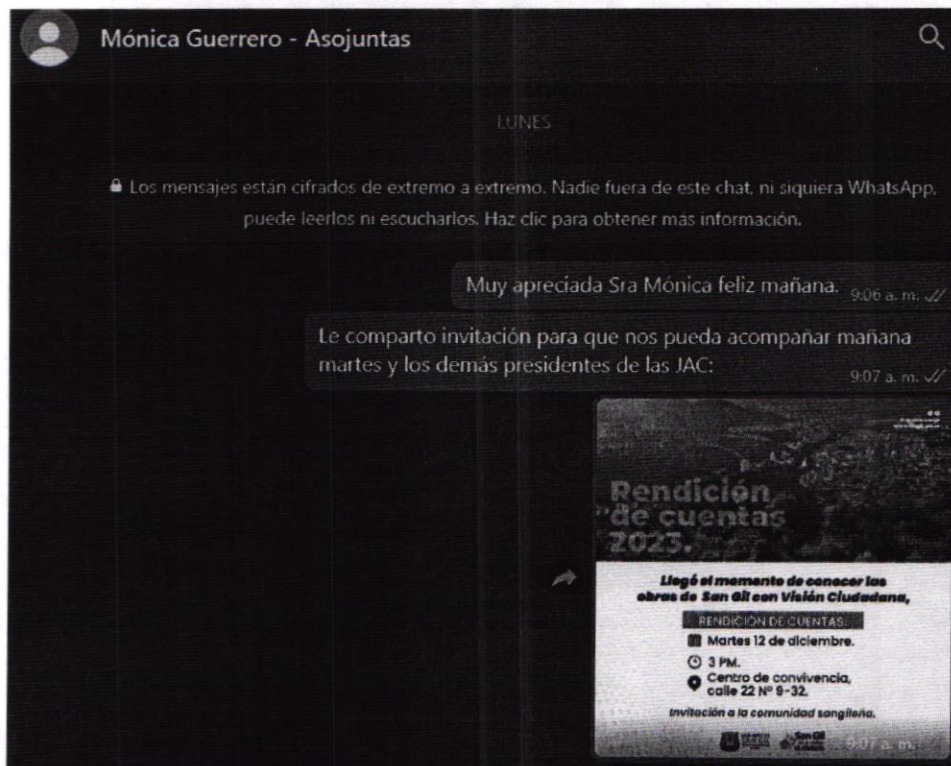 Mónica Guerrero - Asojuntas
LUNES
Los mensajes están cifrados de extremo a extremo. Nadie fuera de este chat, ni siquiera WhatsApp,
puede leerlos ni escucharlos. Haz clic para obtener más información.
Muy apreciada Sra Mónica feliz mañana. 9:06 a. m.
Le comparto invitación para que nos pueda acompañar mañana
martes y los demás presidentes de las JAC:
9:07 a. m.
Rendición
de cuentas
2023.
Llegó el momento de conocer las
obras de San Gil con Visión Ciudadana,
RENDICIÓN DE CUENTAS:
Martes 12 de diciembre.
3 PM.
Centro de convivencia,
calle 22 Nº 9-32.
Invitación a la comunidad sangileña.
San Gil
9:07 a. m.